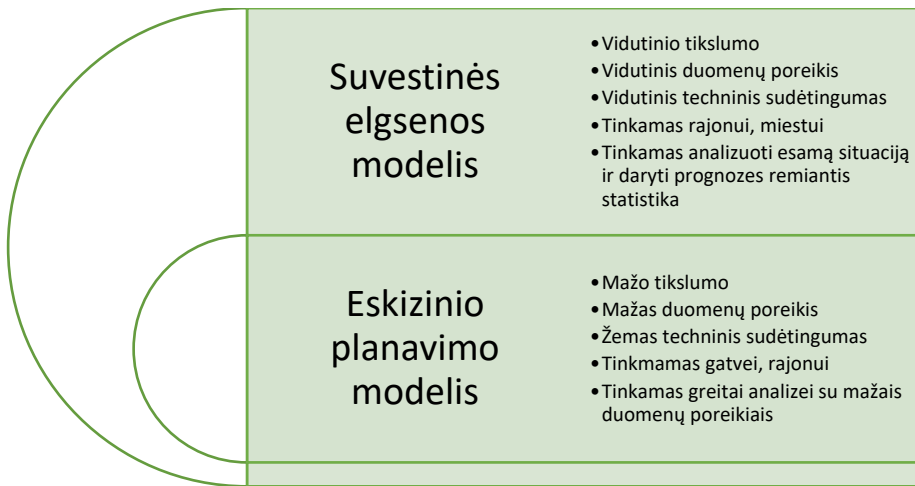 Suvestinės
elgsenos
modelis
•Vidutinio tikslumo
•Vidutinis duomenų poreikis
•Vidutinis techninis sudėtingumas
•Tinkamas rajonui, miestui
•Tinkamas analizuoti esamą situaciją
ir daryti prognozes remiantis
statistika
Eskizinio
planavimo
modelis
•Mažo tikslumo
•Mažas duomenų poreikis
•Žemas techninis sudėtingumas
•Tinkmamas gatvei, rajonui
•Tinkamas greitai analizei su mažais
duomenų poreikiais